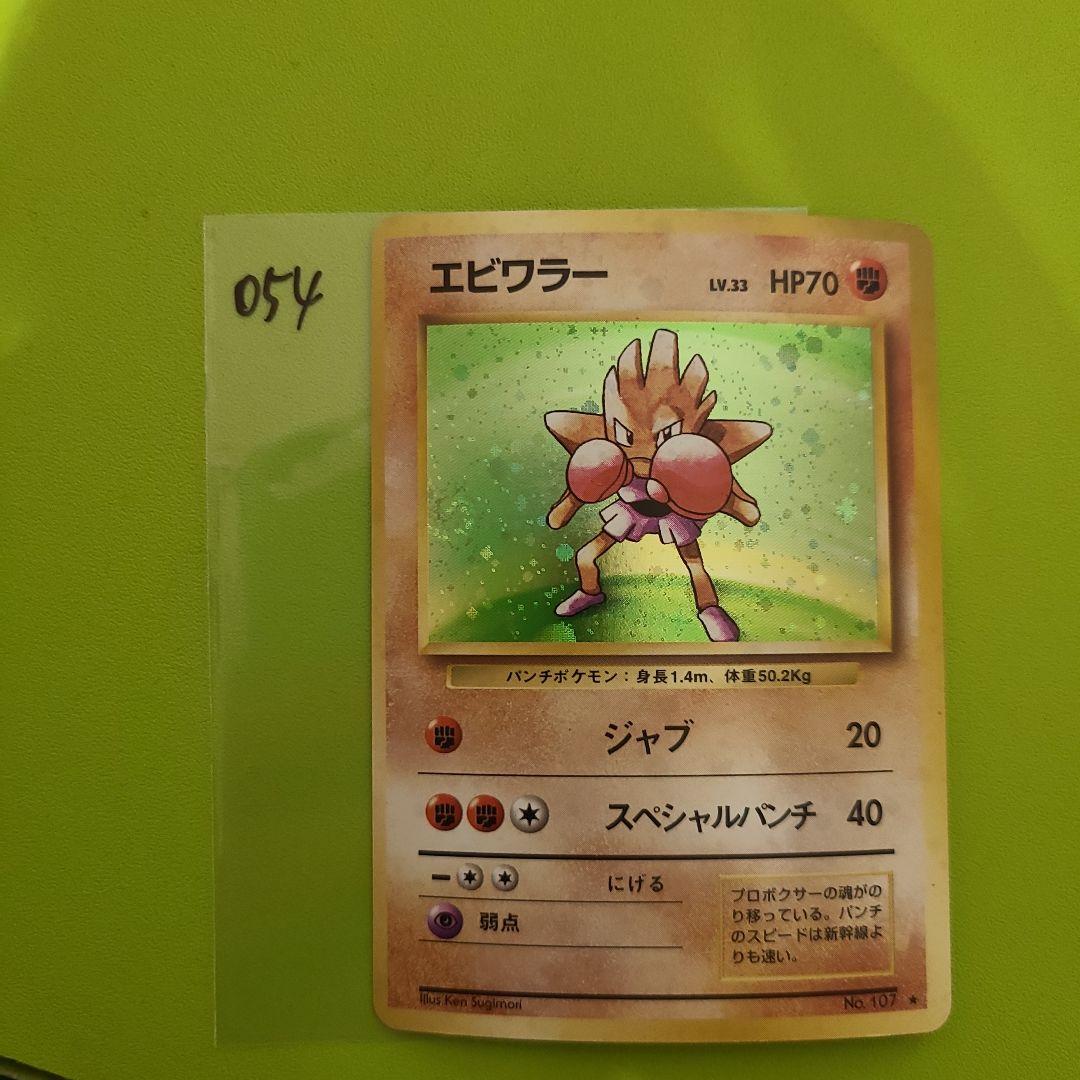 054
エビワラー LV.33 HP70
パンチポケモン：身長1.4m、体重50.2Kg
ジャブ 20
スペシャルパンチ 40
にげる
弱点
プロボクサーの魂がの
り移っている。パンチ
のスピードは新幹線よ
りも速い。
Illus. Ken Sugimori
No. 107 ★